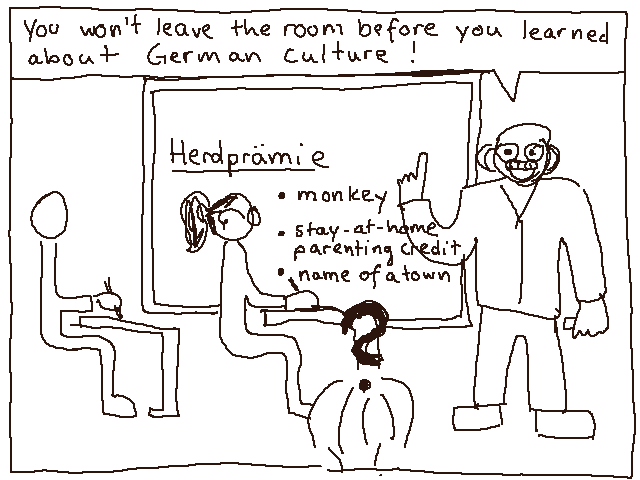 You won't leave the room before you learned
about German culture!
Herdprämie
• monkey
• stay-at-home
parenting credit
• name of a town
?